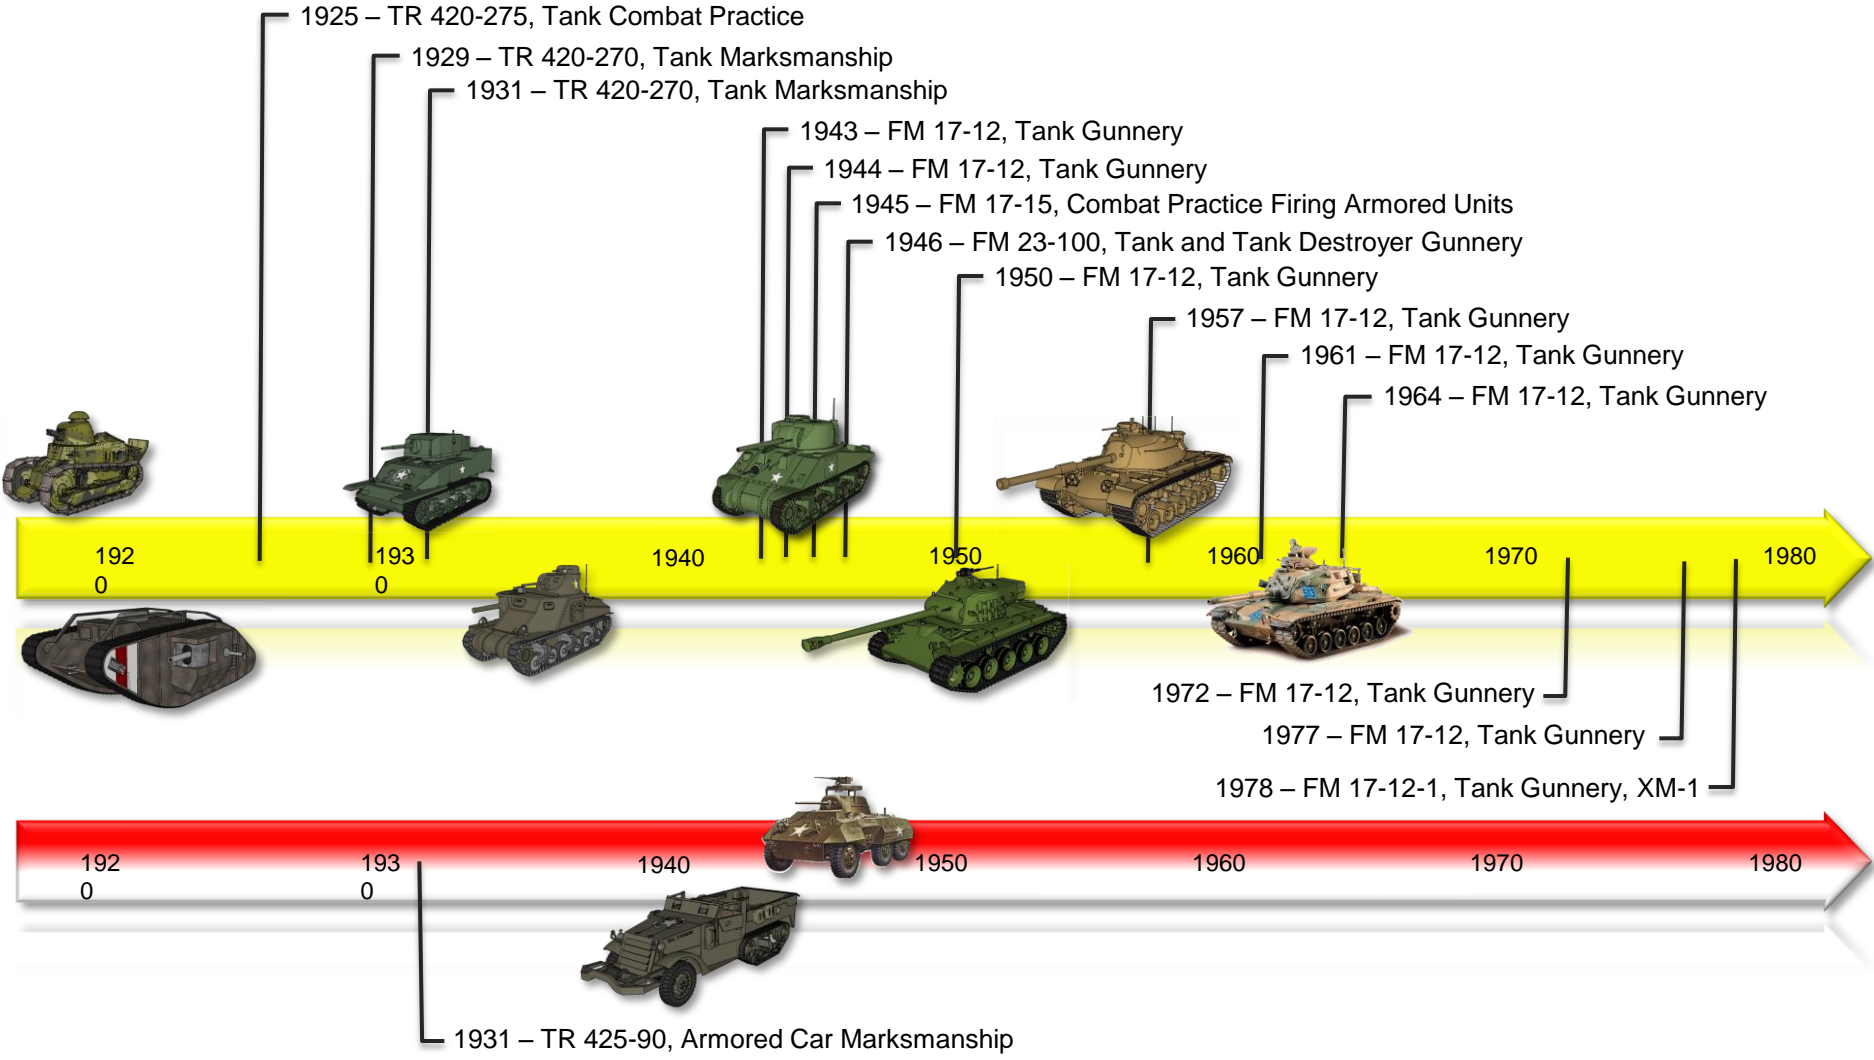 1925 – TR 420-275, Tank Combat Practice
1929 – TR 420-270, Tank Marksmanship
1931 – TR 420-270, Tank Marksmanship
1943 – FM 17-12, Tank Gunnery
1944 – FM 17-12, Tank Gunnery
1945 – FM 17-15, Combat Practice Firing Armored Units
1946 – FM 23-100, Tank and Tank Destroyer Gunnery
1950 – FM 17-12, Tank Gunnery
1957 – FM 17-12, Tank Gunnery
1961 – FM 17-12, Tank Gunnery
1964 – FM 17-12, Tank Gunnery
192
0
193
0
1940
1950
1960
1970
1980
1972 – FM 17-12, Tank Gunnery
1977 – FM 17-12, Tank Gunnery
1978 – FM 17-12-1, Tank Gunnery, XM-1
192
0
193
0
1940
1950
1960
1970
1980
1931 – TR 425-90, Armored Car Marksmanship